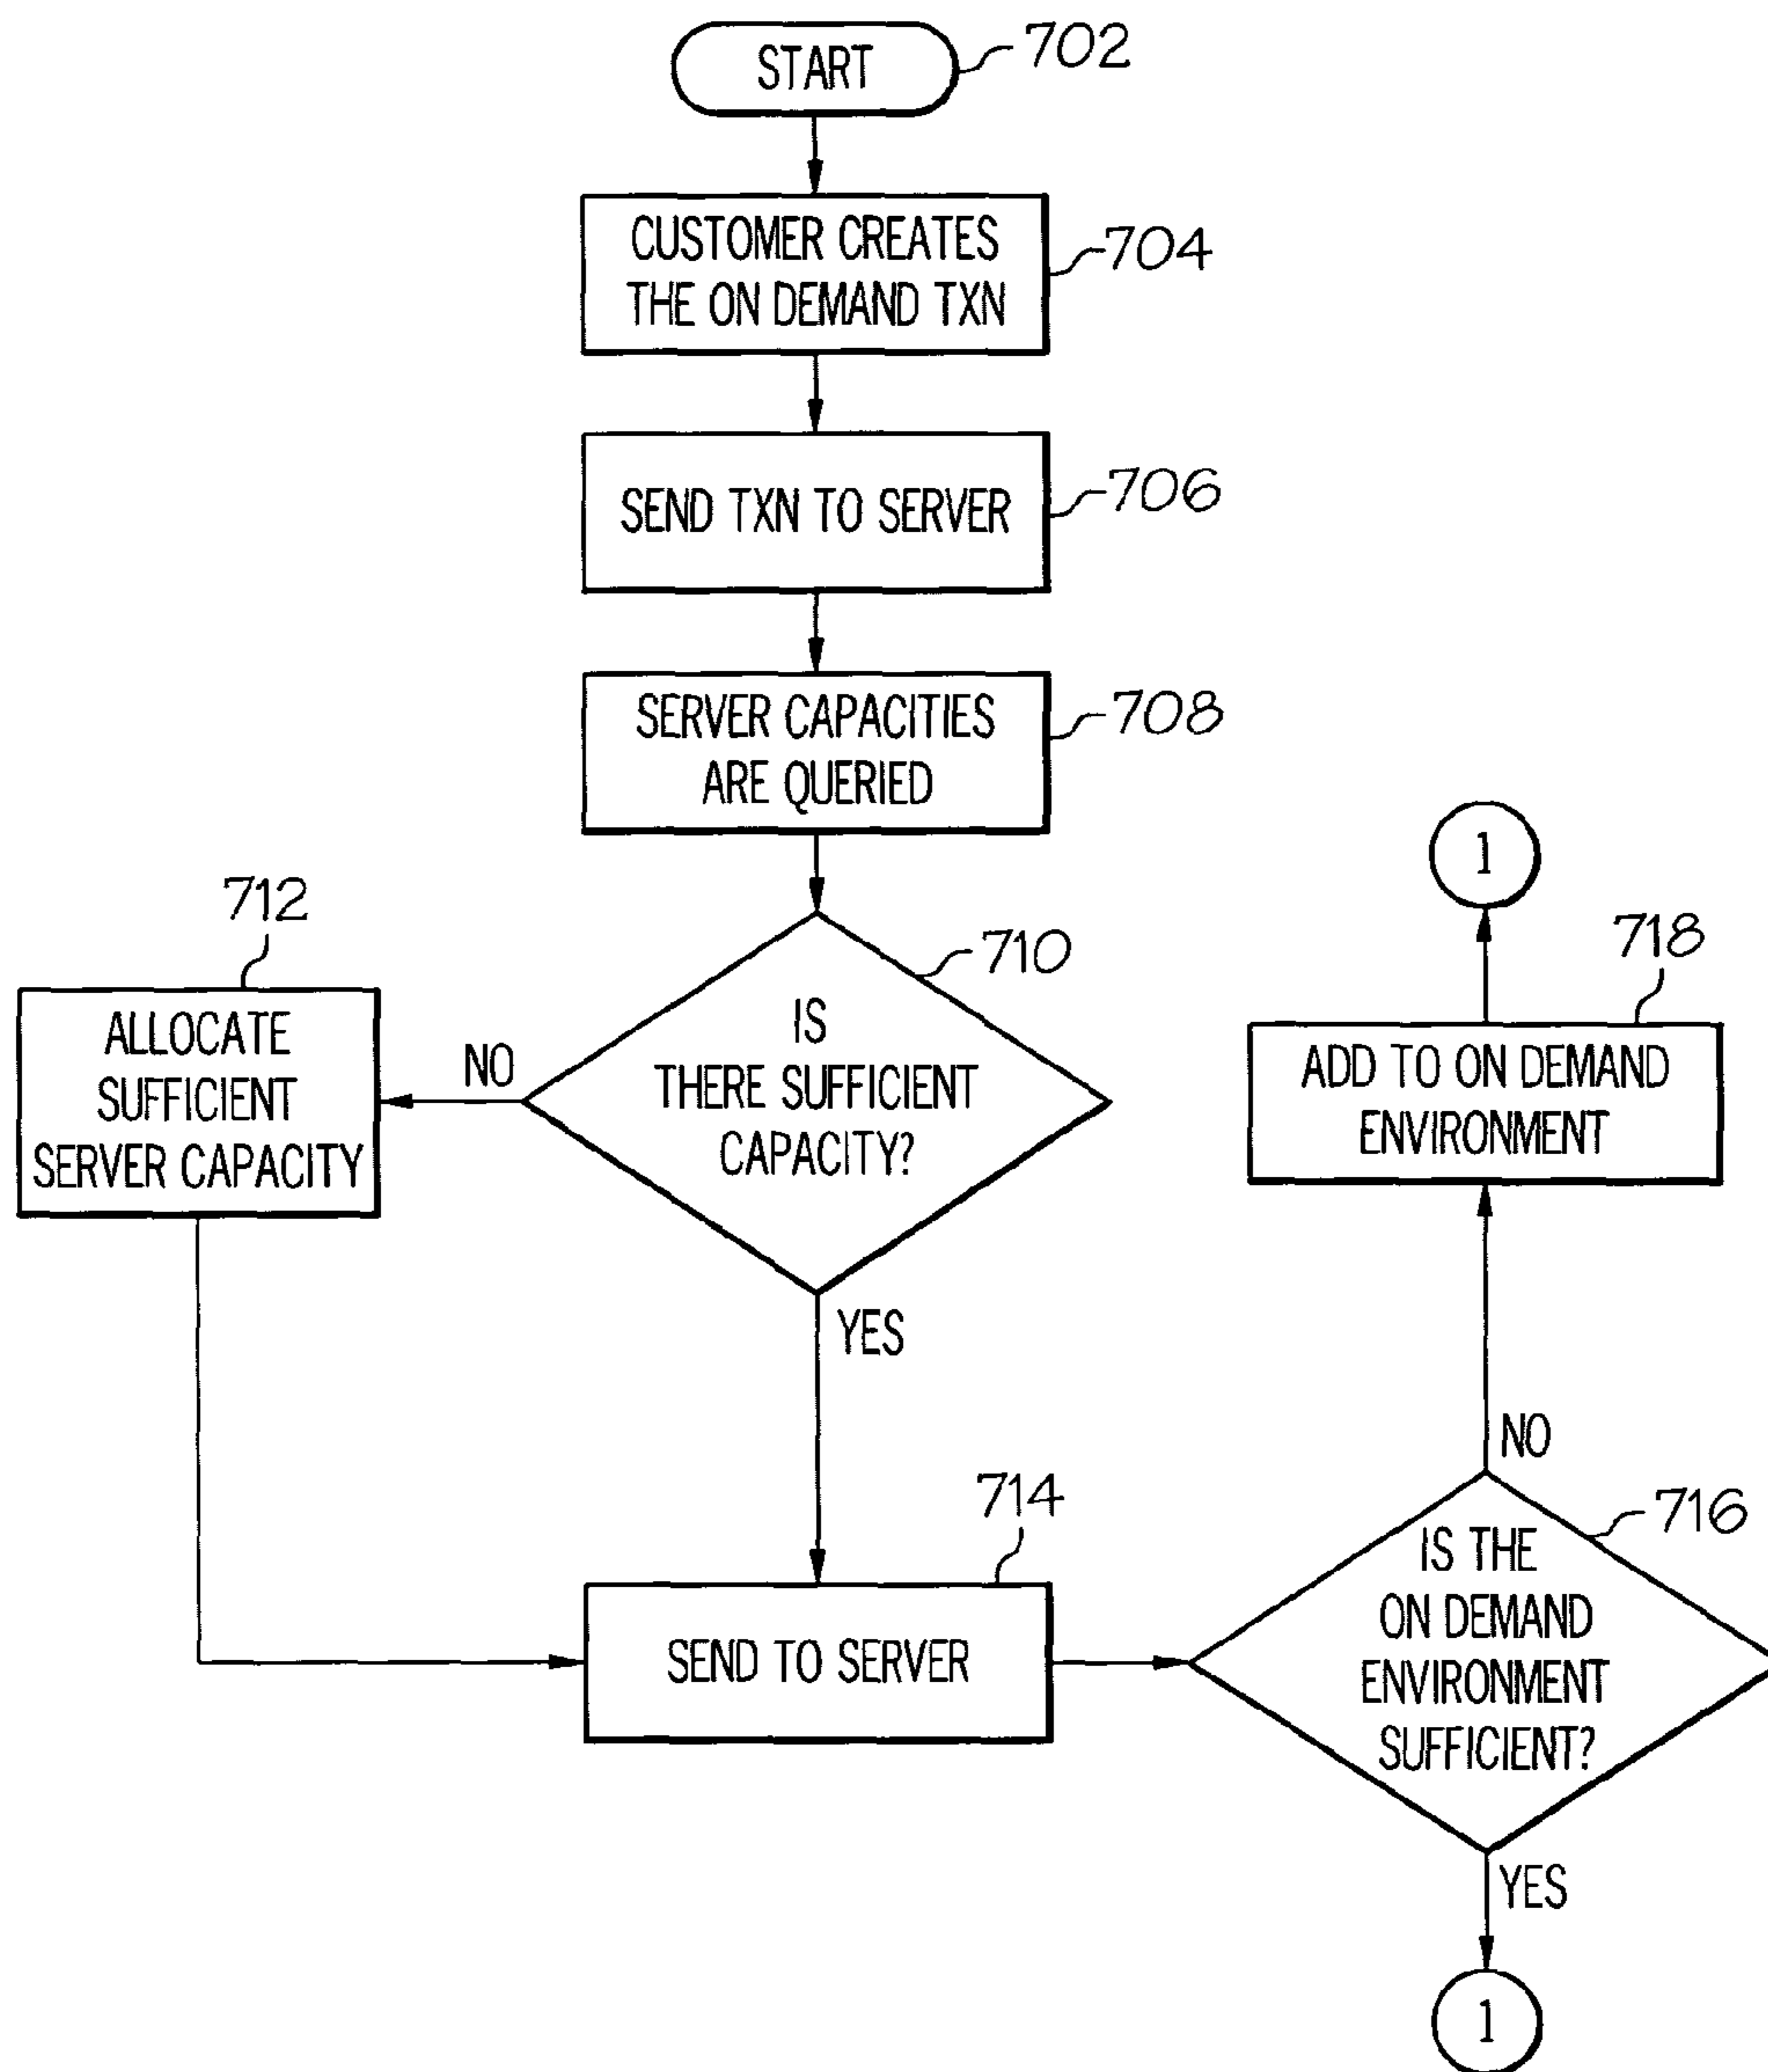 START
702
CUSTOMER CREATES
THE ON DEMAND TXN
704
SEND TXN TO SERVER
706
SERVER CAPACITIES
ARE QUERIED
708
IS
THERE SUFFICIENT
CAPACITY?
710
NO
712
ALLOCATE
SUFFICIENT
SERVER CAPACITY
YES
714
SEND TO SERVER
716
IS THE
ON DEMAND
ENVIRONMENT
SUFFICIENT?
NO
718
ADD TO ON DEMAND
ENVIRONMENT
1
YES
1